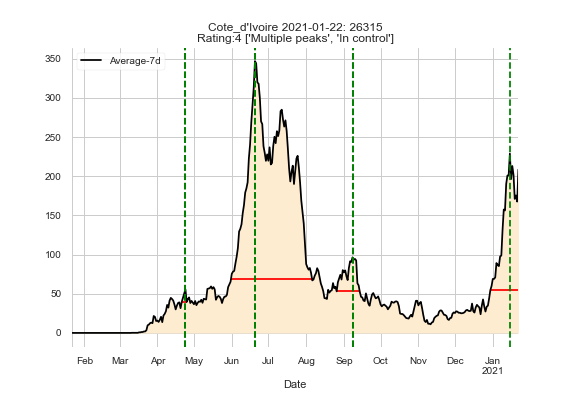 Cote_d'Ivoire 2021-01-22: 26315
Rating:4 ['Multiple peaks', 'In control']
Average-7d
350
300
250
200
150
100
50
0
Feb Mar Apr May Jun Jul Aug Sep Oct Nov Dec Jan
2021
Date